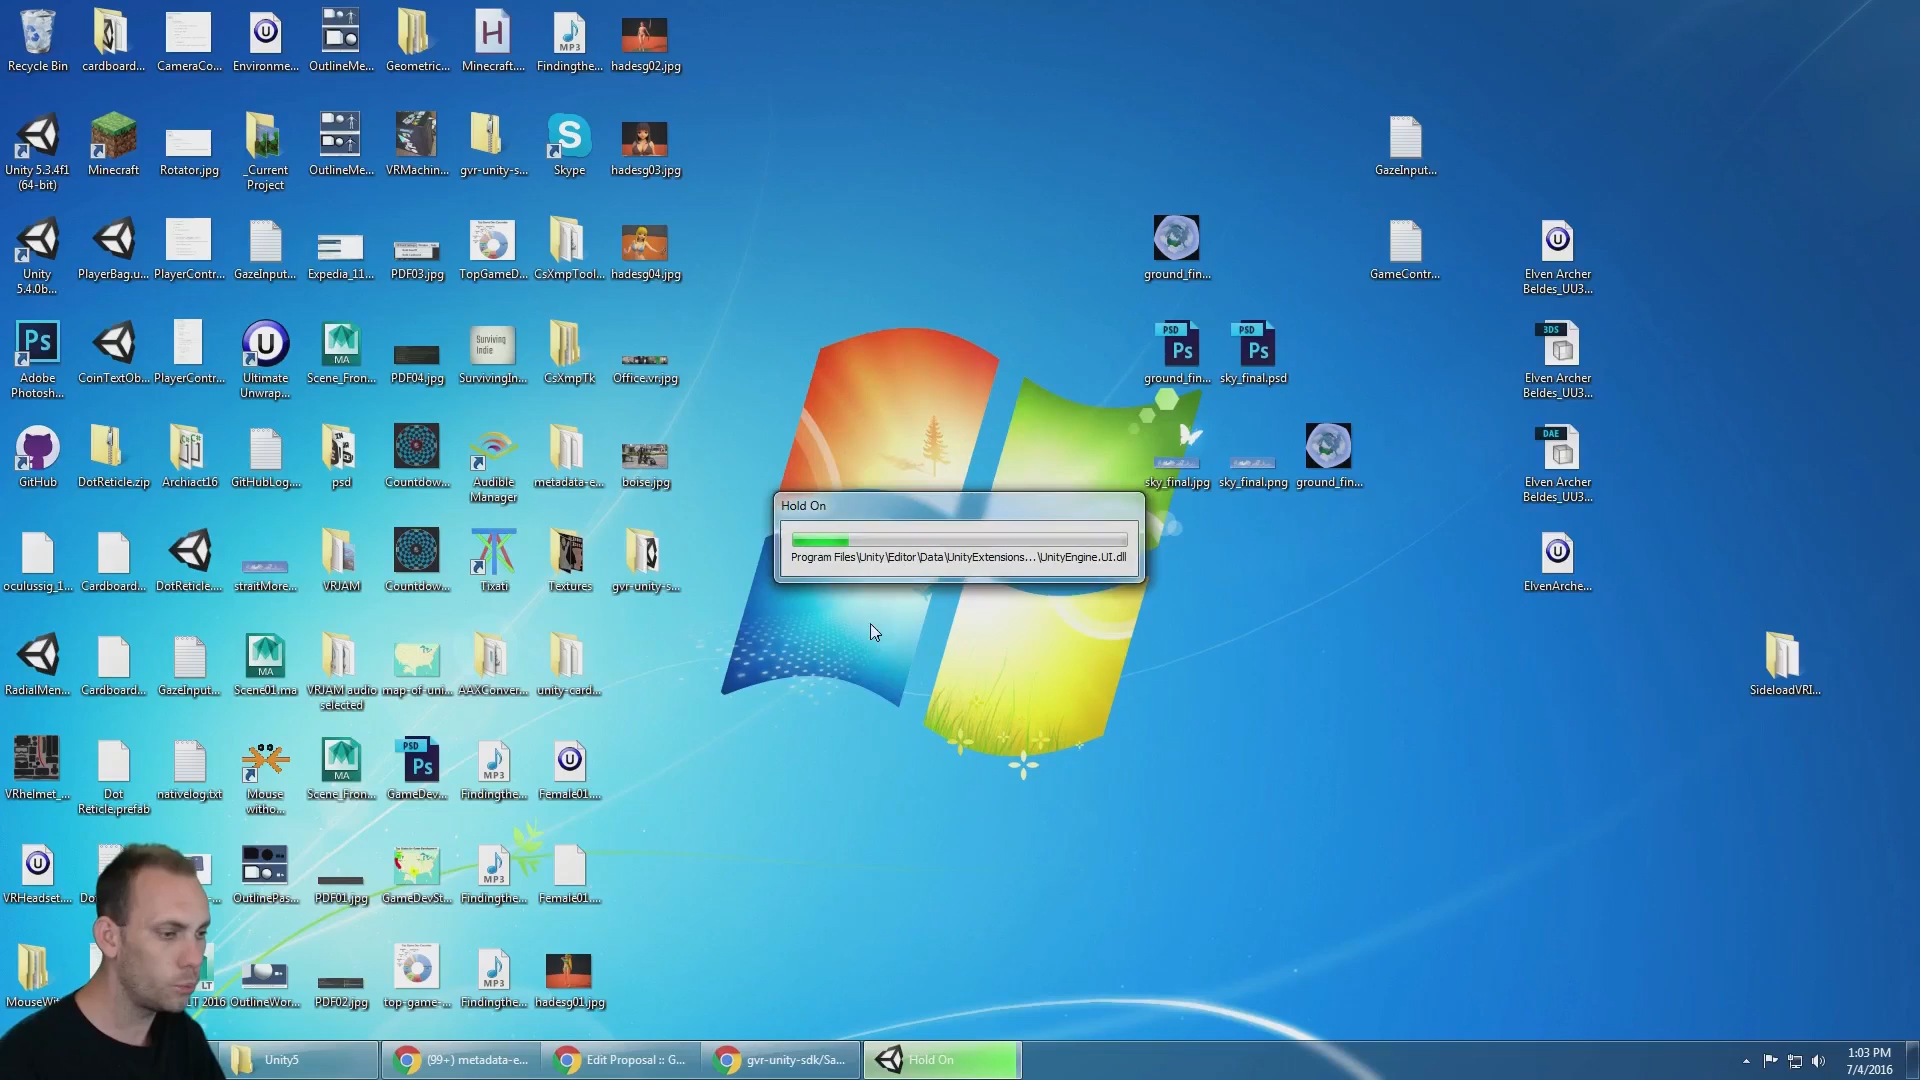 Recycle Bin
cardboard...
CameraCo...
Environme...
OutlineMe...
Geometric...
Minecraft....
Findingthe...
hadesg02.jpg
Unity 5.3.4f1
(64-bit)
Minecraft
Rotator.jpg
_Current
Project
OutlineMe...
VRMachin...
gvr-unity-s...
Skype
hadesg03.jpg
GazeInput...
Unity
5.4.0b...
PlayerBag.u...
PlayerContr...
GazeInput...
Expedia_11...
PDF03.jpg
TopGameD...
CsXmpTool...
hadesg04.jpg
ground_fin...
GameContr...
Elven Archer
Beldes_UU3...
Adobe
Photosh...
CoinTextOb...
PlayerContr...
Ultimate
Unwrap...
Scene_Fron...
PDF04.jpg
Surviving
Indie
SurvivingIn...
CsXmpTk
Office.vr.jpg
ground_fin...
sky_final.psd
Elven Archer
Beldes_UU3...
GitHub
DotReticle.zip
Archiact16
GitHubLog....
psd
Countdow...
Audible
Manager
metadata-e...
boise.jpg
sky_final.jpg
sky_final.png
ground_fin...
Elven Archer
Beldes_UU3...
Hold On
Program Files\Unity\Editor\Data\UnityExtensions...\UnityEngine.UI.dll
oculussig_1...
Cardboard...
DotReticle....
straitMore...
VRJAM
Countdow...
Tixati
Textures
gvr-unity-s...
ElvenArche...
RadialMen...
Cardboard...
GazeInput...
Scene01.ma
VRJAM audio
selected
map-of-uni...
AAXConver...
unity-card...
SideloadVRI...
VRhelmet_...
Dot
Reticle.prefab
nativelog.txt
Mouse
witho...
Scene_Fron...
GameDev...
Findingthe...
Female01....
VRHeadset....
OutlinePas...
PDF01.jpg
GameDevSt...
Findingthe...
Female01....
LT 2016
OutlineWor...
PDF02.jpg
top-game-...
Findingthe...
hadesg01.jpg
Unity5
(99+) metadata-e...
Edit Proposal :: G...
gvr-unity-sdk/Sa...
Hold On
1:03 PM
7/4/2016